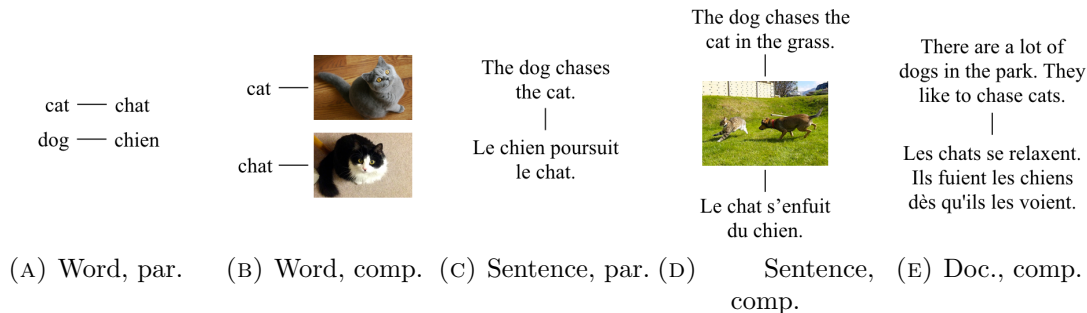 cat — chat
dog — chien
(A) Word, par.
cat
chat
(B) Word, comp.
The dog chases
the cat.
Le chien poursuit
le chat.
(C) Sentence, par.
The dog chases the
cat in the grass.
Le chat s'enfuit
du chien.
(D) Sentence,
comp.
There are a lot of
dogs in the park. They
like to chase cats.
Les chats se relaxent.
Ils fuient les chiens
dès qu'ils les voient.
(E) Doc., comp.